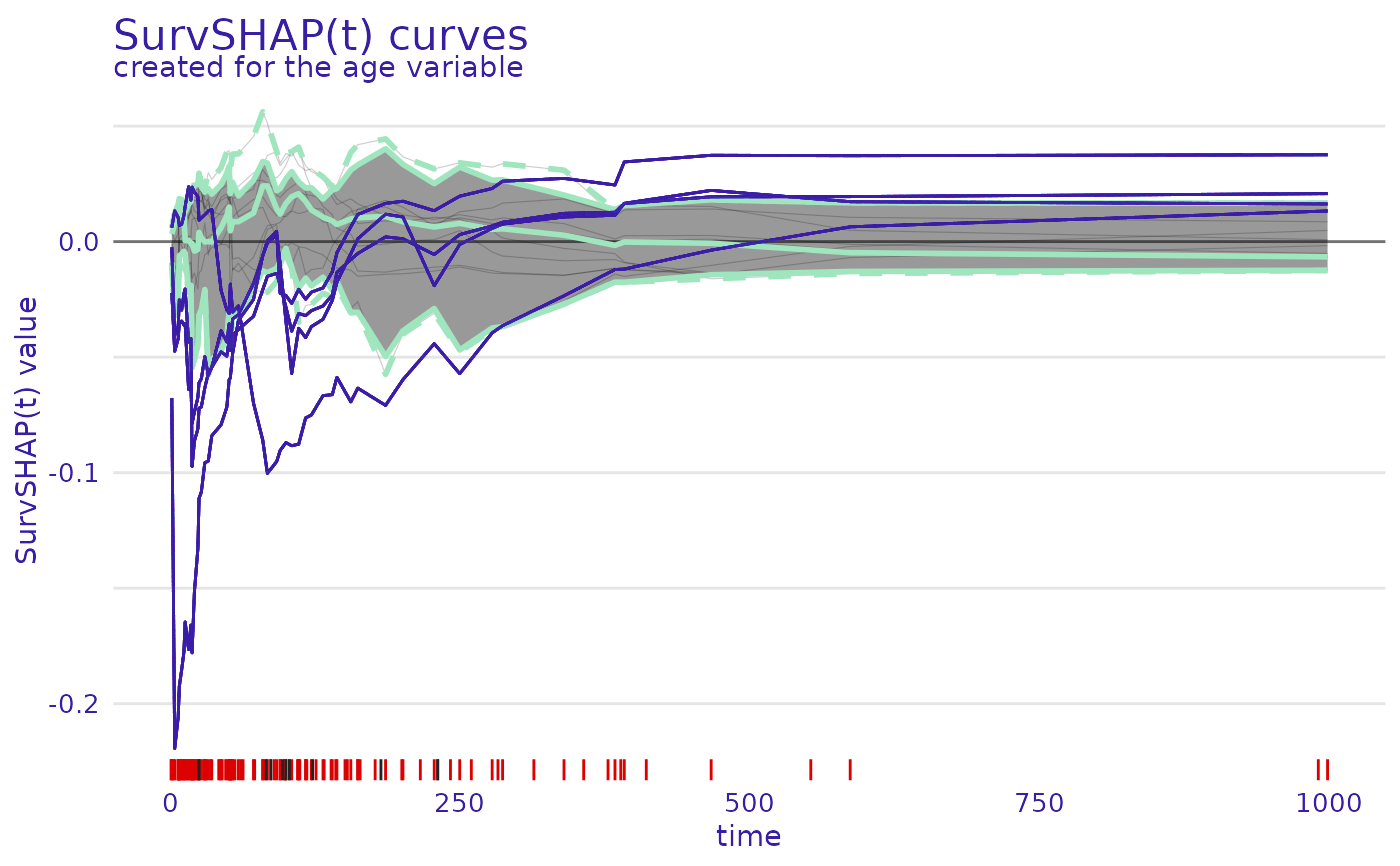 SurvSHAP(t) curves
created for the age variable
SurvSHAP(t) value
0.0
-0.1
-0.2
0
250
500
750
1000
time